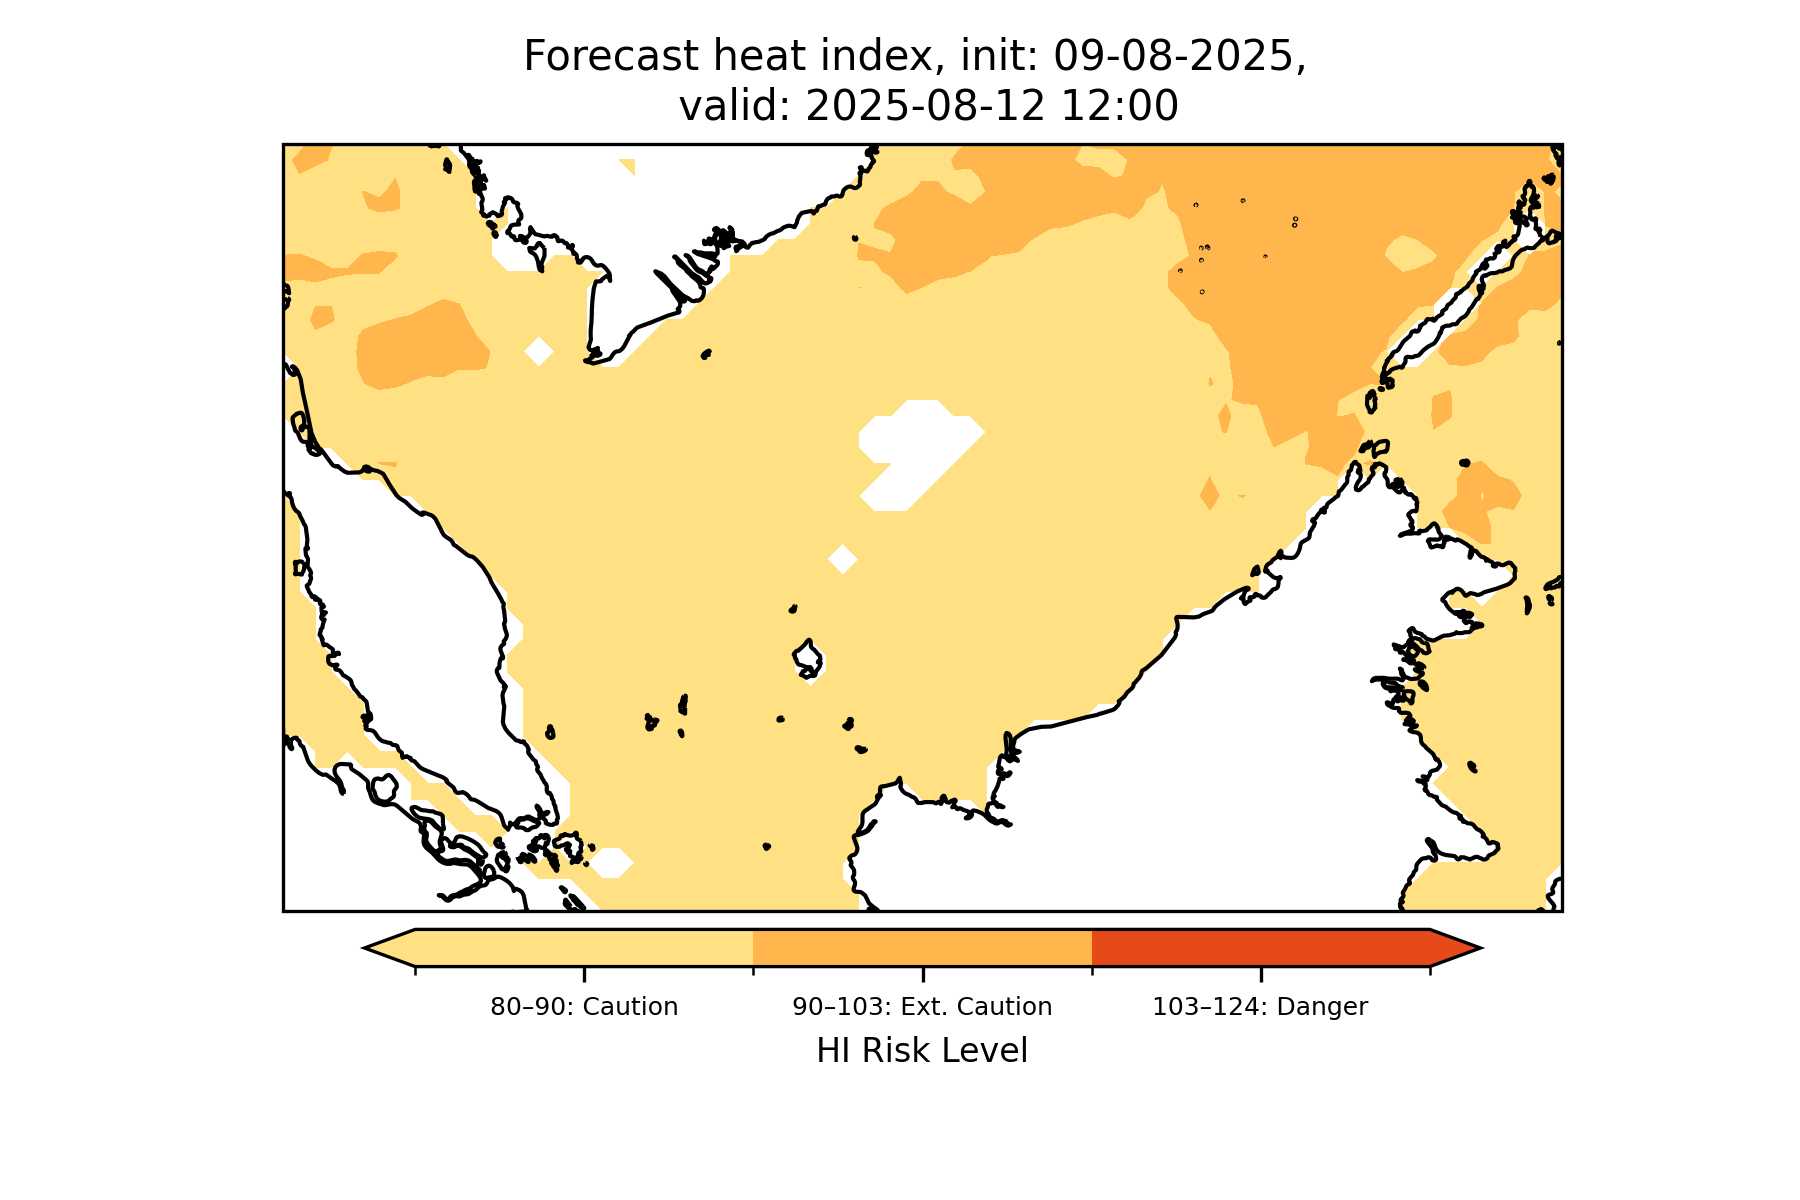 Forecast heat index, init: 09-08-2025,
valid: 2025-08-12 12:00
80–90: Caution
90–103: Ext. Caution
103–124: Danger
HI Risk Level